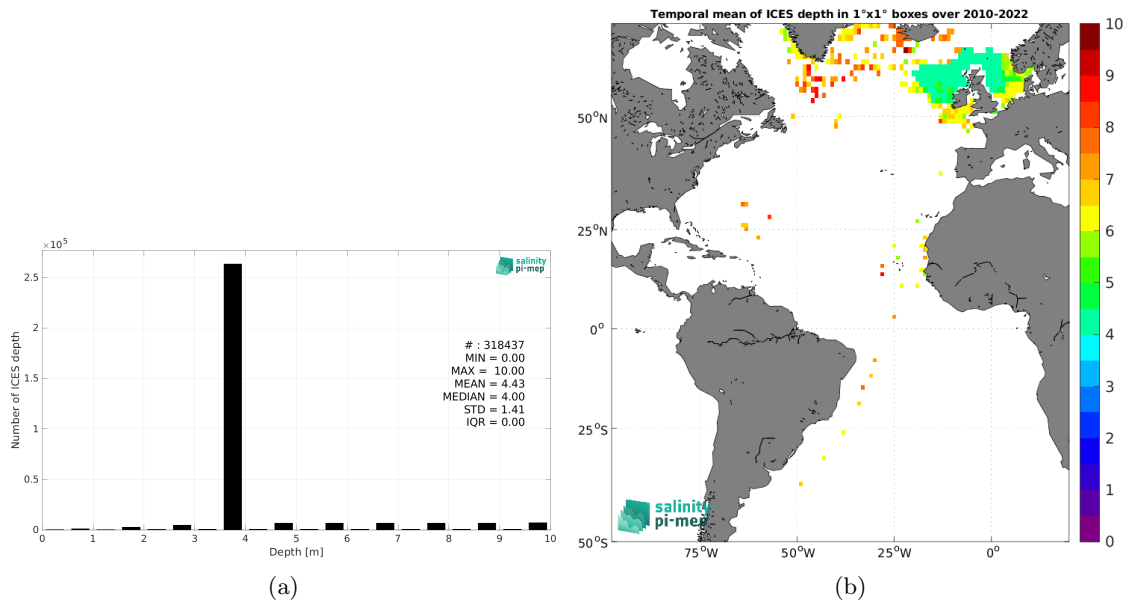 Temporal mean of ICES depth in 1°x1° boxes over 2010-2022
×10⁵
2.5
2
1.5
1
0.5
0
Number of ICES depth
salinity
pi-mep
# : 318437
MIN = 0.00
MAX = 10.00
MEAN = 4.43
MEDIAN = 4.00
STD = 1.41
IQR = 0.00
0 1 2 3 4 5 6 7 8 9 10
Depth [m]
(a)
50°N
25°N
0°
25°S
50°S
75°W 50°W 25°W 0°
salinity
pi-mep
10
9
8
7
6
5
4
3
2
1
0
(b)